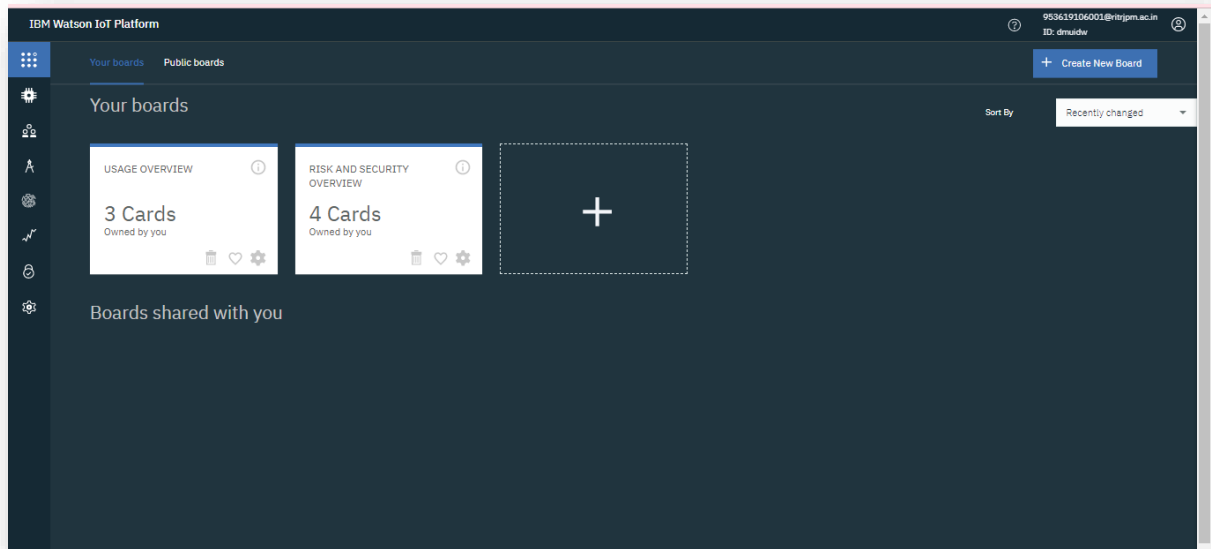 IBM Watson IoT Platform
953619106001@ritrjpm.ac.in
ID: dmuidw
Your boards
Public boards
+ Create New Board
Your boards
Sort By
Recently changed
USAGE OVERVIEW
3 Cards
Owned by you
RISK AND SECURITY
OVERVIEW
4 Cards
Owned by you
Boards shared with you